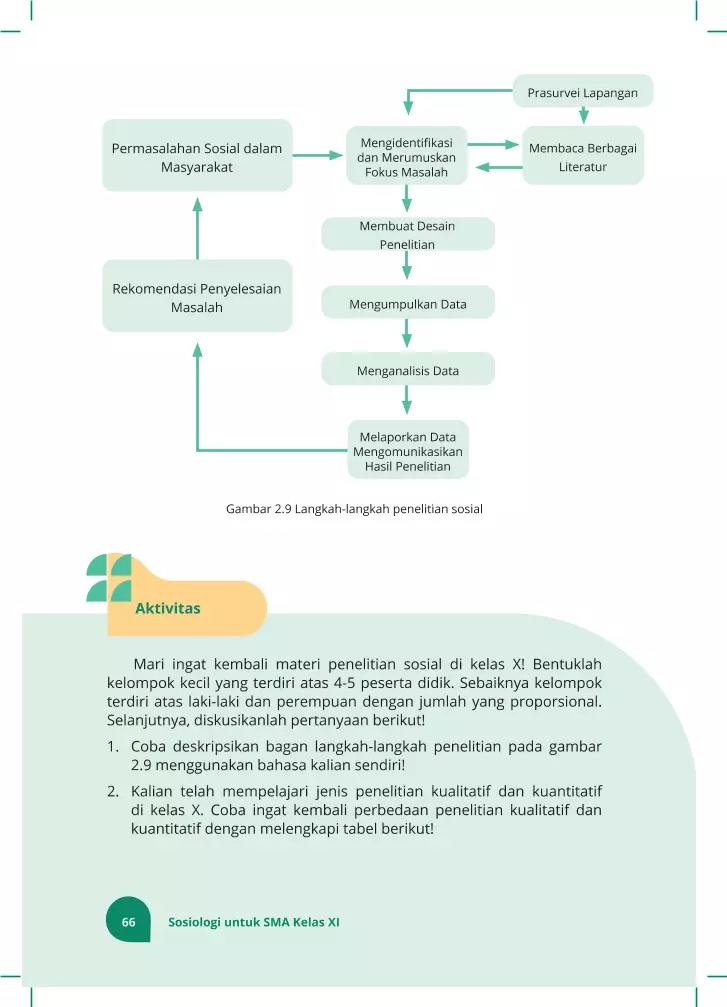 Prasurvei Lapangan
Permasalahan Sosial dalam
Masyarakat
Mengidentifikasi
dan Merumuskan
Fokus Masalah
Membaca Berbagai
Literatur
Membuat Desain
Penelitian
Rekomendasi Penyelesaian
Masalah
Mengumpulkan Data
Menganalisis Data
Melaporkan Data
Mengomunikasikan
Hasil Penelitian
Gambar 2.9 Langkah-langkah penelitian sosial
Aktivitas
Mari ingat kembali materi penelitian sosial di kelas X! Bentuklah
kelompok kecil yang terdiri atas 4-5 peserta didik. Sebaiknya kelompok
terdiri atas laki-laki dan perempuan dengan jumlah yang proporsional.
Selanjutnya, diskusikanlah pertanyaan berikut!
1. Coba deskripsikan bagan langkah-langkah penelitian pada gambar
2.9 menggunakan bahasa kalian sendiri!
2. Kalian telah mempelajari jenis penelitian kualitatif dan kuantitatif
di kelas X. Coba ingat kembali perbedaan penelitian kualitatif dan
kuantitatif dengan melengkapi tabel berikut!
66 Sosiologi untuk SMA Kelas XI